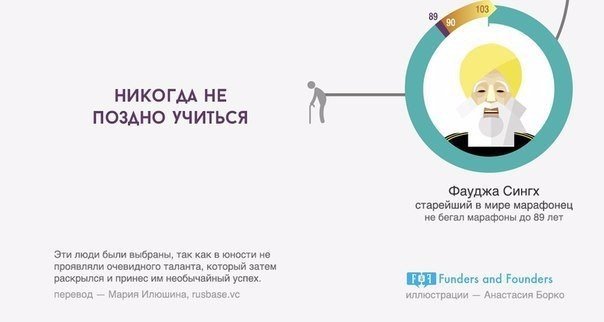 89
90
103
НИКОГДА НЕ
ПОЗДНО УЧИТЬСЯ
Фауджа Сингх
старейший в мире марафонец
не бегал марафоны до 89 лет
Эти люди были выбраны, так как в юности не
проявляли очевидного таланта, который затем
раскрылся и принес им необычайный успех.
перевод — Мария Илюшина, rusbase.vc
FOF Funders and Founders
иллюстрации — Анастасия Борко